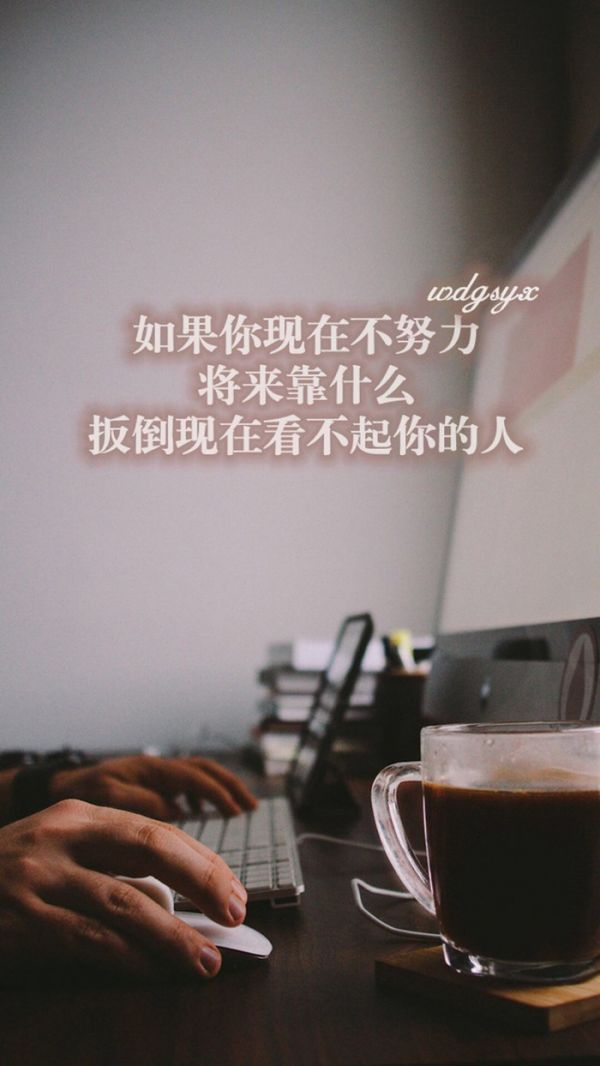 wdgsyx
如果你现在不努力
将来靠什么
扳倒现在看不起你的人